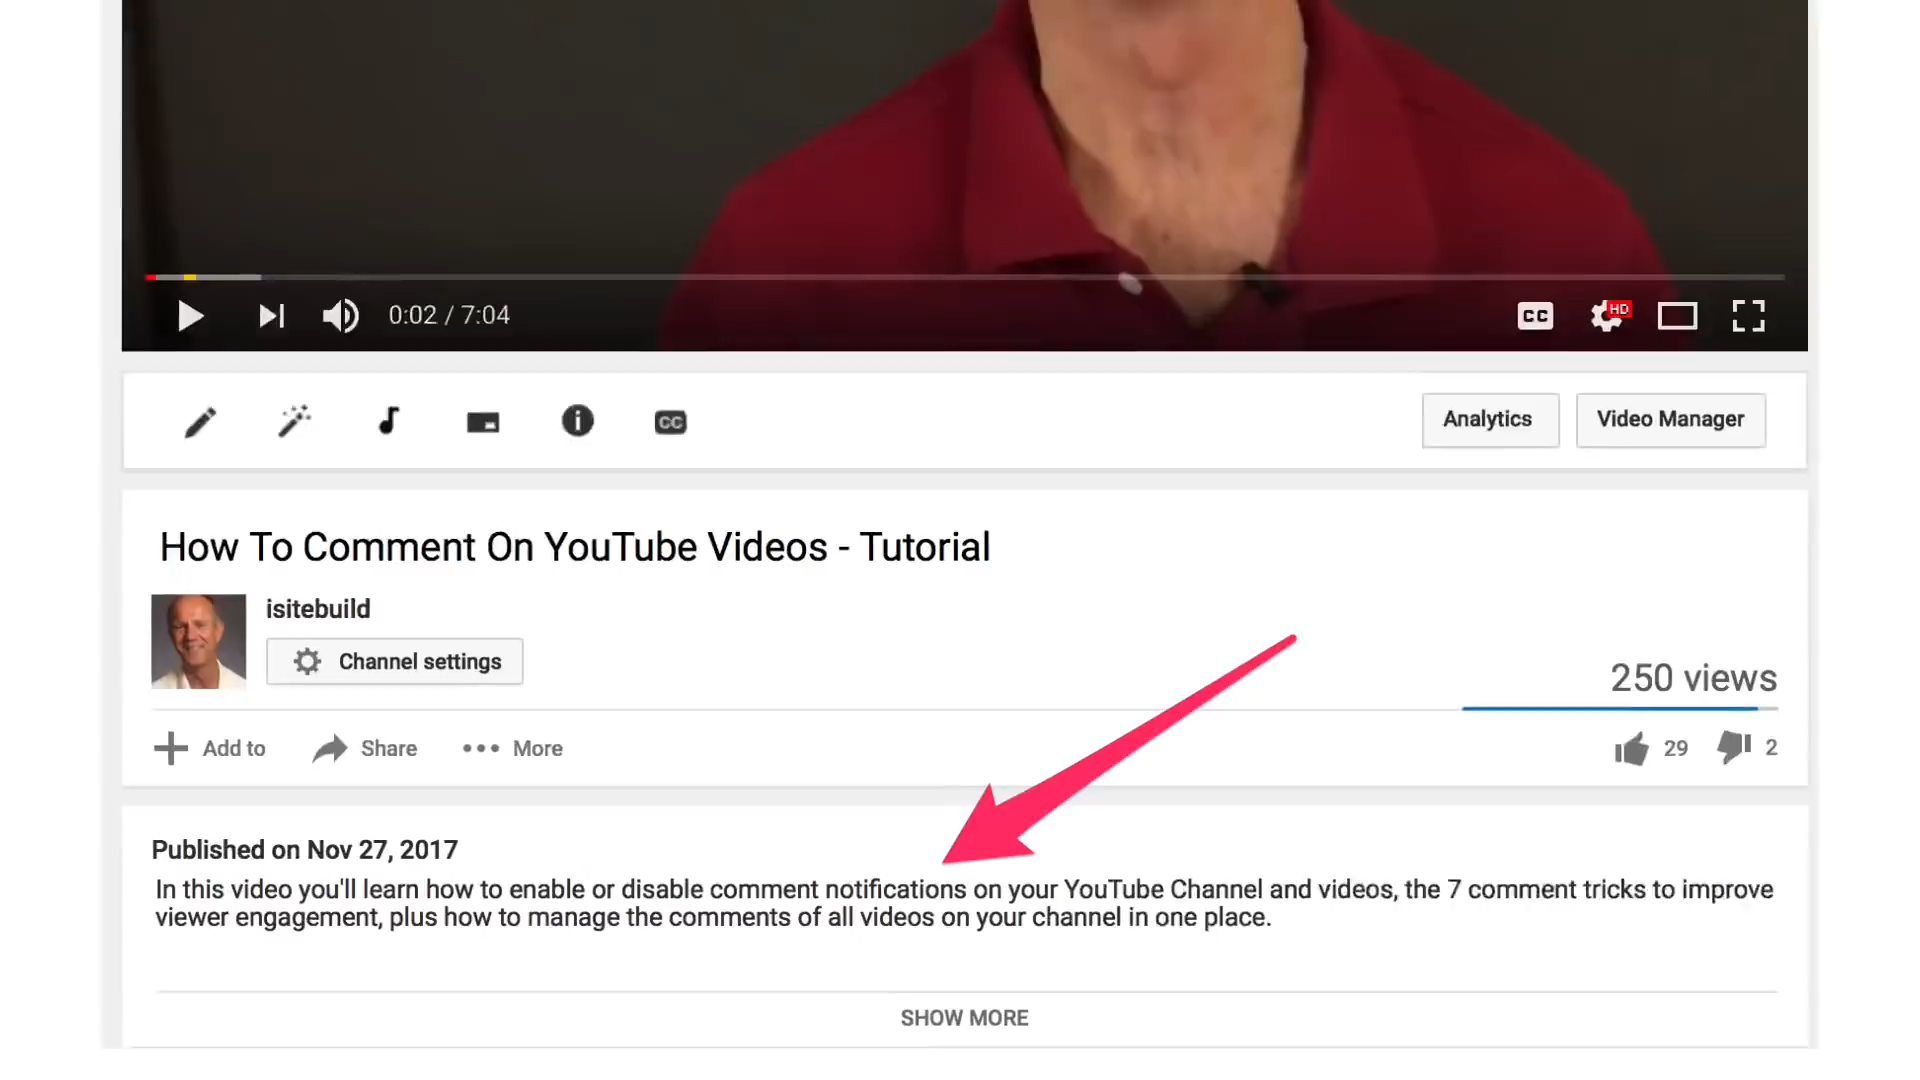 0:02 / 7:04
CC
HD
CC
Analytics
Video Manager
How To Comment On YouTube Videos - Tutorial
isitebuild
Channel settings
250 views
Add to
Share
More
29
2
Published on Nov 27, 2017
In this video you'll learn how to enable or disable comment notifications on your YouTube Channel and videos, the 7 comment tricks to improve
viewer engagement, plus how to manage the comments of all videos on your channel in one place.
SHOW MORE